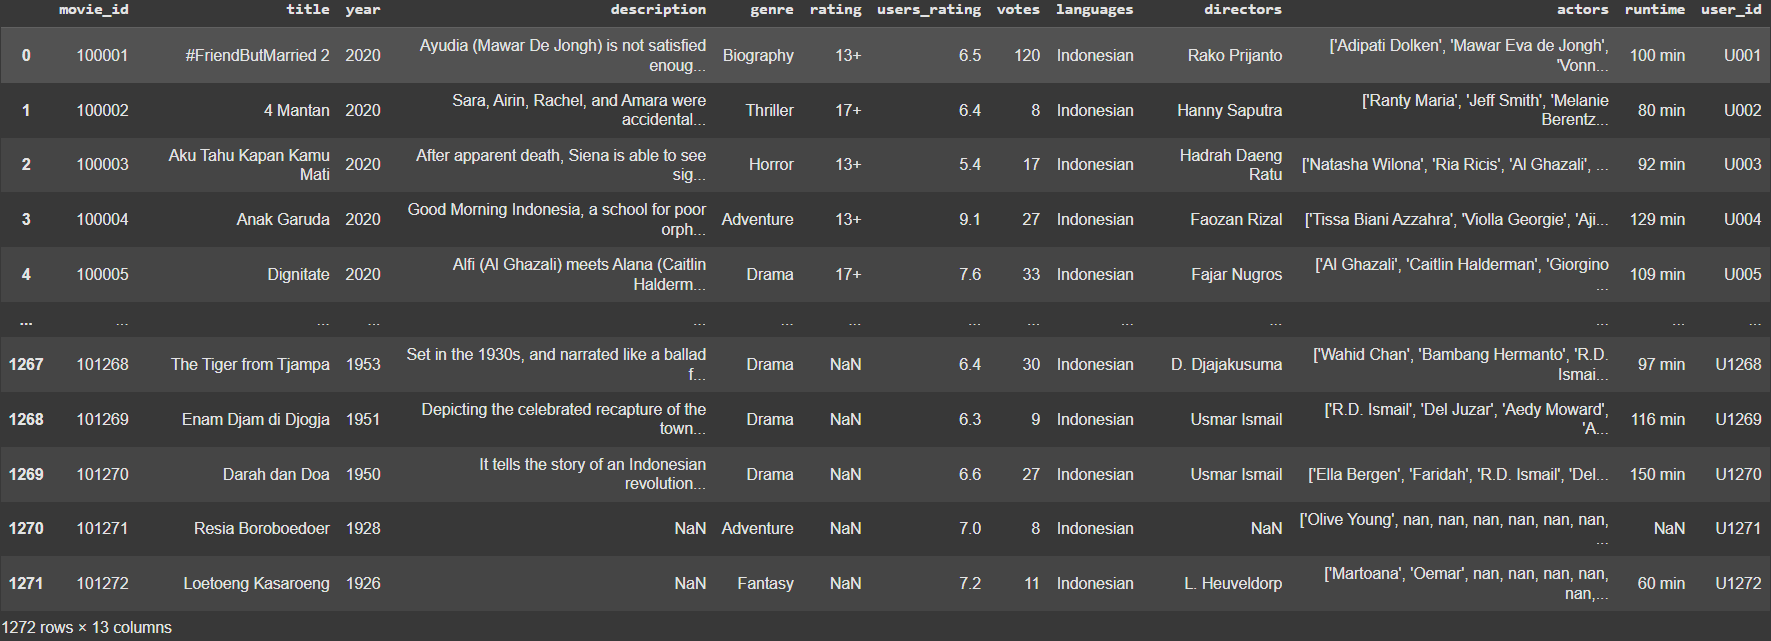 movie_id title year description genre rating users_rating votes languages directors actors runtime user_id
0 100001 #FriendButMarried 2 2020 Ayudia (Mawar De Jongh) is not satisfied enoug... Biography 13+ 6.5 120 Indonesian Rako Prijanto ['Adipati Dolken', 'Mawar Eva de Jongh', 'Vonn... 100 min U001
1 100002 4 Mantan 2020 Sara, Airin, Rachel, and Amara were accidental... Thriller 17+ 6.4 8 Indonesian Hanny Saputra ['Ranty Maria', 'Jeff Smith', 'Melanie Berentz... 80 min U002
2 100003 Aku Tahu Kapan Kamu Mati 2020 After apparent death, Siena is able to see sig... Horror 13+ 5.4 17 Indonesian Hadrah Daeng Ratu ['Natasha Wilona', 'Ria Ricis', 'Al Ghazali', ... 92 min U003
3 100004 Anak Garuda 2020 Good Morning Indonesia, a school for poor orph... Adventure 13+ 9.1 27 Indonesian Faozan Rizal ['Tissa Biani Azzahra', 'Violla Georgie', 'Aji... 129 min U004
4 100005 Dignitate 2020 Alfi (Al Ghazali) meets Alana (Caitlin Halderm... Drama 17+ 7.6 33 Indonesian Fajar Nugros ['Al Ghazali', 'Caitlin Halderman', 'Giorgino ... 109 min U005
... ... ... ... ... ... ... ... ... ... ... ... ... ...
1267 101268 The Tiger from Tjampa 1953 Set in the 1930s, and narrated like a ballad f... Drama NaN 6.4 30 Indonesian D. Djajakusuma ['Wahid Chan', 'Bambang Hermanto', 'R.D. Ismai... 97 min U1268
1268 101269 Enam Djam di Djogja 1951 Depicting the celebrated recapture of the town... Drama NaN 6.3 9 Indonesian Usmar Ismail ['R.D. Ismail', 'Del Juzar', 'Aedy Moward', 'A... 116 min U1269
1269 101270 Darah dan Doa 1950 It tells the story of an Indonesian revolution... Drama NaN 6.6 27 Indonesian Usmar Ismail ['Ella Bergen', 'Faridah', 'R.D. Ismail', 'Del... 150 min U1270
1270 101271 Resia Boroboedoer 1928 NaN Adventure NaN 7.0 8 Indonesian NaN ['Olive Young', nan, nan, nan, nan, nan, nan, ... NaN U1271
1271 101272 Loetoeng Kasaroeng 1926 NaN Fantasy NaN 7.2 11 Indonesian L. Heuveldorp ['Martoana', 'Oemar', nan, nan, nan, nan, nan,... 60 min U1272
1272 rows × 13 columns